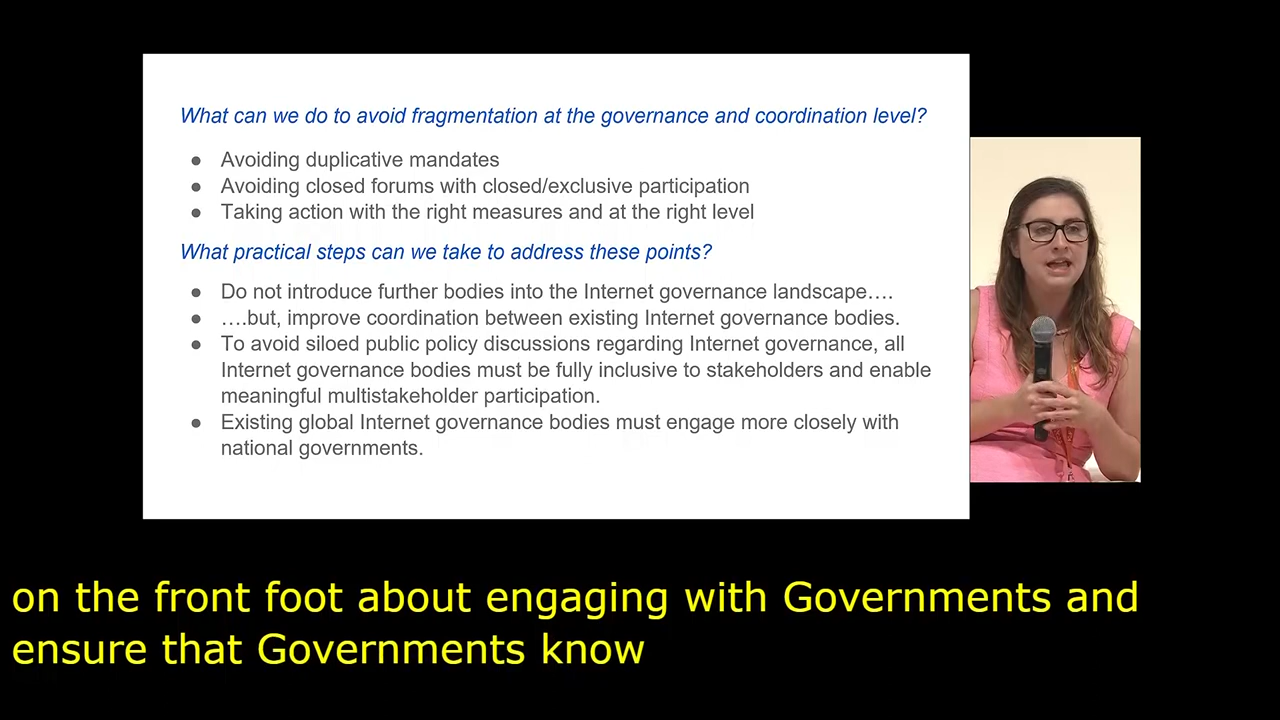 What can we do to avoid fragmentation at the governance and coordination level?
● Avoiding duplicative mandates
● Avoiding closed forums with closed/exclusive participation
● Taking action with the right measures and at the right level
What practical steps can we take to address these points?
● Do not introduce further bodies into the Internet governance landscape….
● ….but, improve coordination between existing Internet governance bodies.
● To avoid siloed public policy discussions regarding Internet governance, all
Internet governance bodies must be fully inclusive to stakeholders and enable
meaningful multistakeholder participation.
● Existing global Internet governance bodies must engage more closely with
national governments.
on the front foot about engaging with Governments and
ensure that Governments know